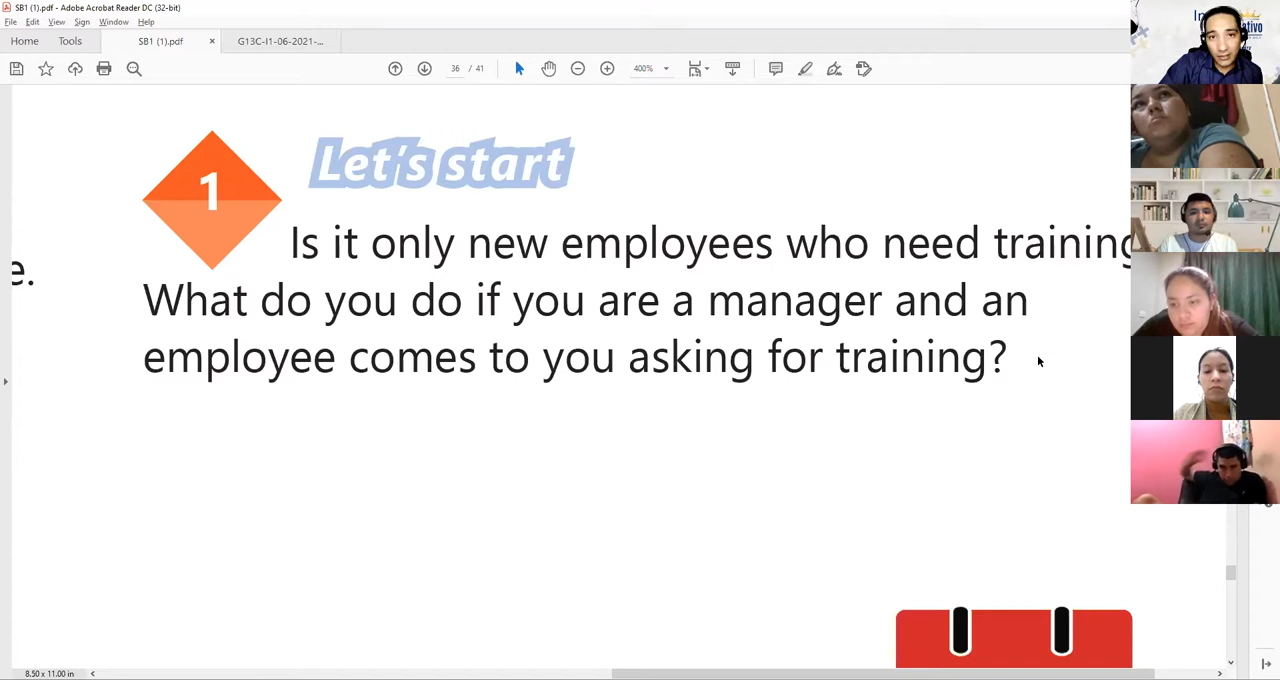 SB1 (1).pdf - Adobe Acrobat Reader DC (32-bit)
File Edit View Sign Window Help
Home Tools SB1 (1).pdf × G13C-I1-06-2021-...
36 / 41 400%
1
Let's start
Is it only new employees who need training
e.
What do you do if you are a manager and an
employee comes to you asking for training?
8.50 x 11.00 in